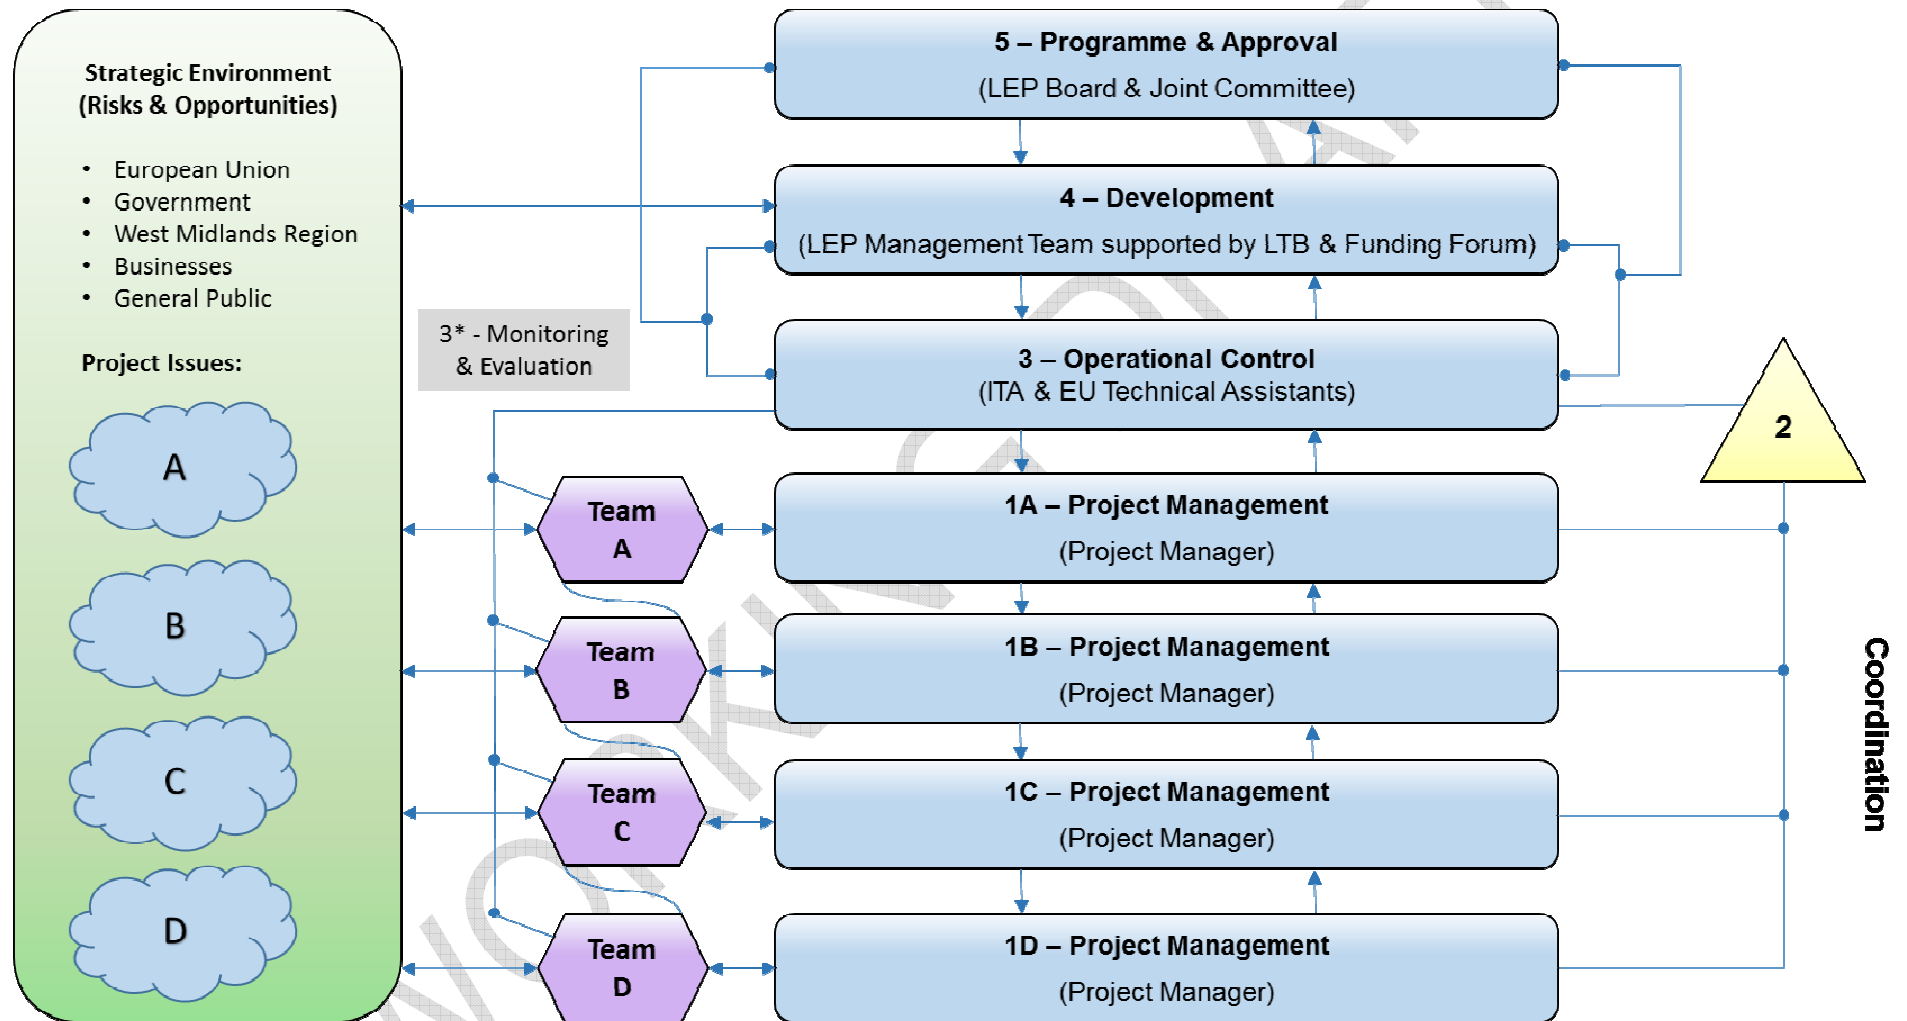 Strategic Environment
(Risks & Opportunities)
• European Union
• Government
• West Midlands Region
• Businesses
• General Public
Project Issues:
A
B
C
D
5 – Programme & Approval
(LEP Board & Joint Committee)
4 – Development
(LEP Management Team supported by LTB & Funding Forum)
3* - Monitoring
& Evaluation
3 – Operational Control
(ITA & EU Technical Assistants)
2
Coordination
Team
A
1A – Project Management
(Project Manager)
Team
B
1B – Project Management
(Project Manager)
Team
C
1C – Project Management
(Project Manager)
Team
D
1D – Project Management
(Project Manager)
WORKING DRAFT